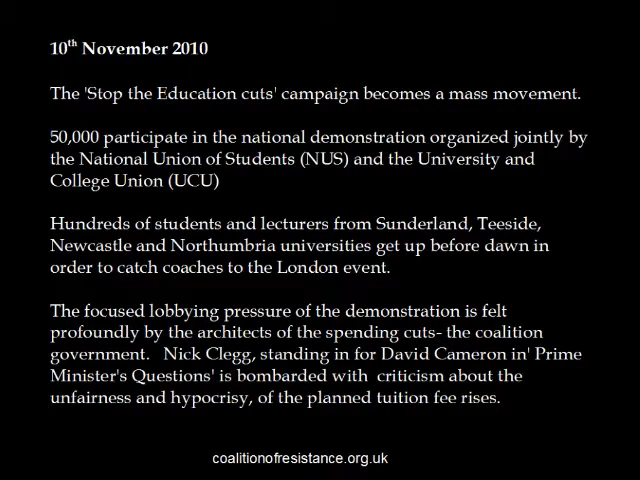 10th November 2010
The 'Stop the Education cuts' campaign becomes a mass movement.
50,000 participate in the national demonstration organized jointly by
the National Union of Students (NUS) and the University and
College Union (UCU)
Hundreds of students and lecturers from Sunderland, Teeside,
Newcastle and Northumbria universities get up before dawn in
order to catch coaches to the London event.
The focused lobbying pressure of the demonstration is felt
profoundly by the architects of the spending cuts- the coalition
government.   Nick Clegg, standing in for David Cameron in' Prime
Minister's Questions' is bombarded with  criticism about the
unfairness and hypocrisy, of the planned tuition fee rises.
coalitionofresistance.org.uk